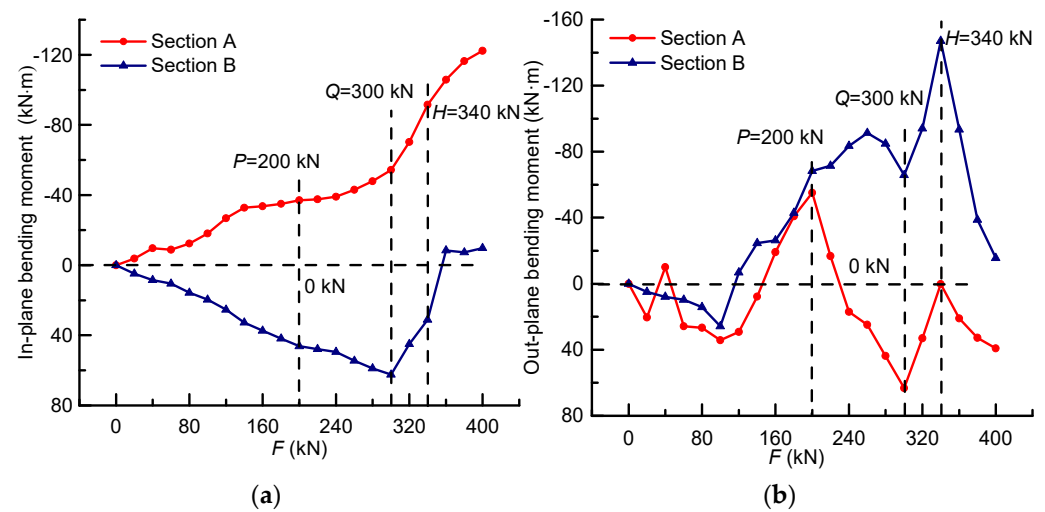 Section A
Section B
Q=300 kN
H=340 kN
P=200 kN
0 kN
-120
-80
-40
0
40
80
In-plane bending moment (kN·m)
0
80
160
240
320
400
F (kN)
(a)
Section A
Section B
H=340 kN
Q=300 kN
P=200 kN
0 kN
-160
-120
-80
-40
0
40
80
Out-plane bending moment (kN·m)
0
80
160
240
320
400
F (kN)
(b)